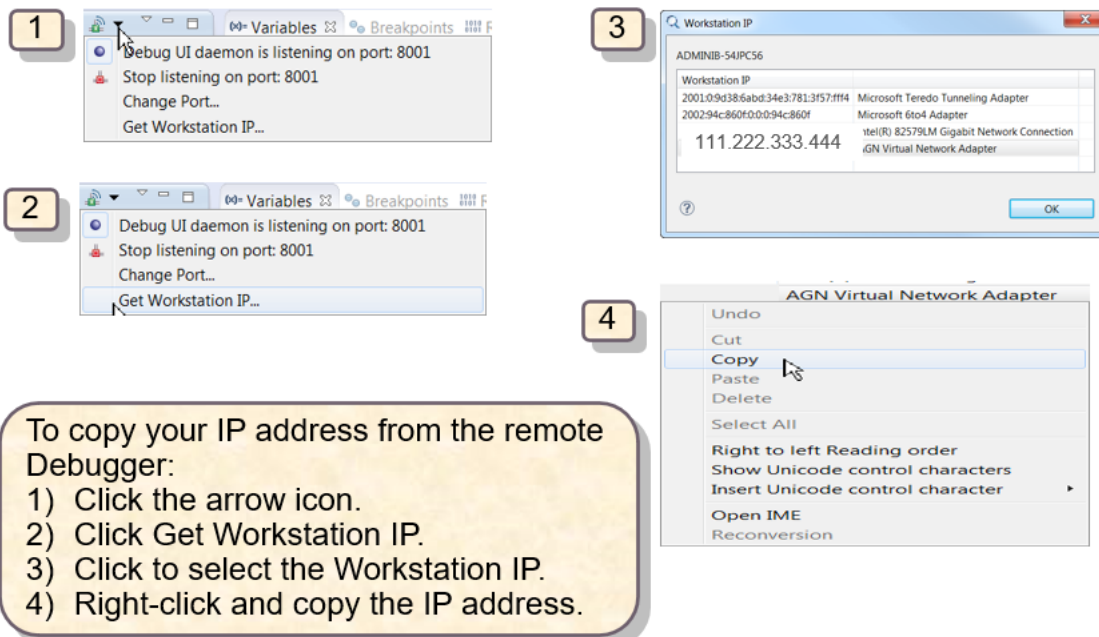 1
(x)= Variables Breakpoints
Debug UI daemon is listening on port: 8001
Stop listening on port: 8001
Change Port...
Get Workstation IP...
2
(x)= Variables Breakpoints
Debug UI daemon is listening on port: 8001
Stop listening on port: 8001
Change Port...
Get Workstation IP...
3
Workstation IP
ADMINIB-54JPC56
Workstation IP
2001:0:9d38:6abd:34e3:781:3f57:fff4 Microsoft Teredo Tunneling Adapter
2002:94c:860f:0:0:0:94c:860f Microsoft 6to4 Adapter
111.222.333.444 ntel(R) 82579LM Gigabit Network Connection
AGN Virtual Network Adapter
OK
4
AGN Virtual Network Adapter
Undo
Cut
Copy
Paste
Delete
Select All
Right to left Reading order
Show Unicode control characters
Insert Unicode control character
Open IME
Reconversion
To copy your IP address from the remote
Debugger:
1) Click the arrow icon.
2) Click Get Workstation IP.
3) Click to select the Workstation IP.
4) Right-click and copy the IP address.